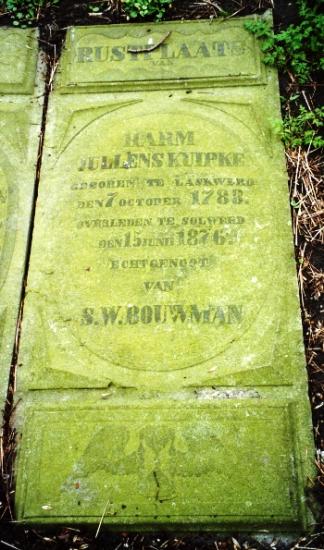 RUSTPLAATS
VAN
HARM
JULLENS KUIPKE
GEBOREN TE LASKWERD
DEN 7 OCTOBER 1788.
OVERLEDEN TE SOLWERD
DEN 15 JUNIJ 1876.
ECHTGENOOT
VAN
S.W. BOUWMAN